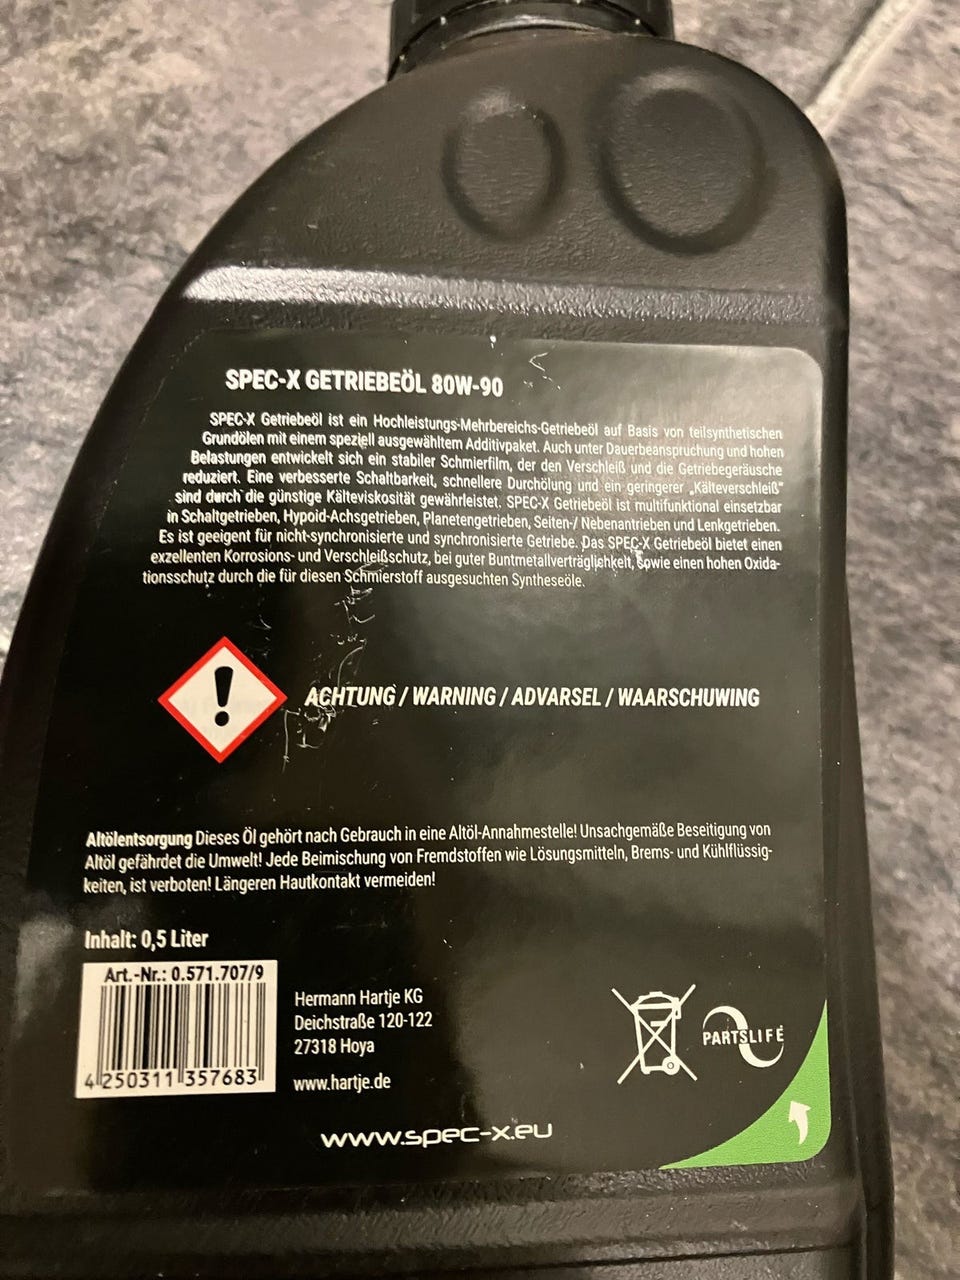 SPEC-X GETRIEBEÖL 80W-90
SPEC-X Getriebeöl ist ein Hochleistungs-Mehrbereichs-Getriebeöl auf Basis von teilsynthetischen
Grundölen mit einem speziell ausgewähltem Additivpaket. Auch unter Dauerbeanspruchung und hohen
Belastungen entwickelt sich ein stabiler Schmierfilm, der den Verschleiß und die Getriebegeräusche
reduziert. Eine verbesserte Schaltbarkeit, schnellere Durchölung und ein geringerer „Kälteverschleiß“
sind durch die günstige Kälteviskosität gewährleistet. SPEC-X Getriebeöl ist multifunktional einsetzbar
in Schaltgetrieben, Hypoid-Achsgetrieben, Planetengetrieben, Seiten-/ Nebenantrieben und Lenkgetrieben.
Es ist geeignet für nicht-synchronisierte und synchronisierte Getriebe. Das SPEC-X Getriebeöl bietet einen
exzellenten Korrosions- und Verschleißschutz, bei guter Buntmetallverträglichkeit, sowie einen hohen Oxida-
tionsschutz durch die für diesen Schmierstoff ausgesuchten Syntheseöle.
ACHTUNG / WARNING / ADVARSEL / WAARSCHUWING
Altölentsorgung Dieses Öl gehört nach Gebrauch in eine Altöl-Annahmestelle! Unsachgemäße Beseitigung von
Altöl gefährdet die Umwelt! Jede Beimischung von Fremdstoffen wie Lösungsmitteln, Brems- und Kühlflüssig-
keiten, ist verboten! Längeren Hautkontakt vermeiden!
Inhalt: 0,5 Liter
Art.-Nr.: 0.571.707/9
4 250311 357683
Hermann Hartje KG
Deichstraße 120-122
27318 Hoya
www.hartje.de
PARTSLIFE
www.spec-x.eu